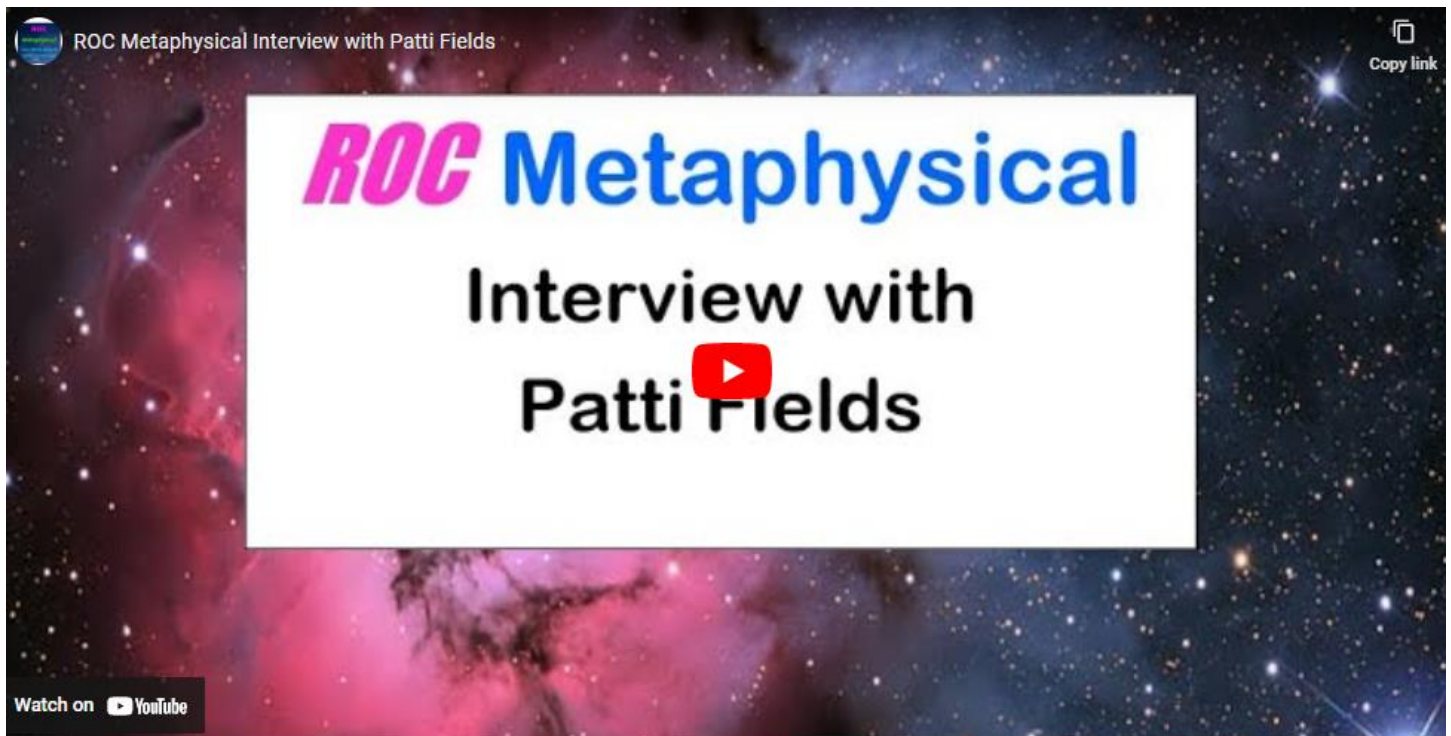 ROC Metaphysical Interview with Patti Fields
Copy link
ROC Metaphysical
Interview with
Patti Fields
Watch on YouTube